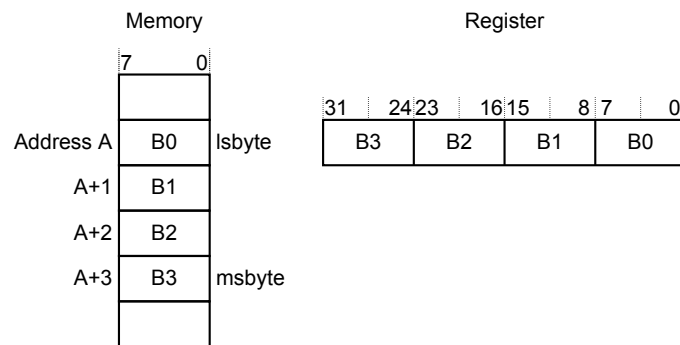 Memory
Register
7 0
31 24 23 16 15 8 7 0
Address A B0 lsbyte
B3 B2 B1 B0
A+1 B1
A+2 B2
A+3 B3 msbyte